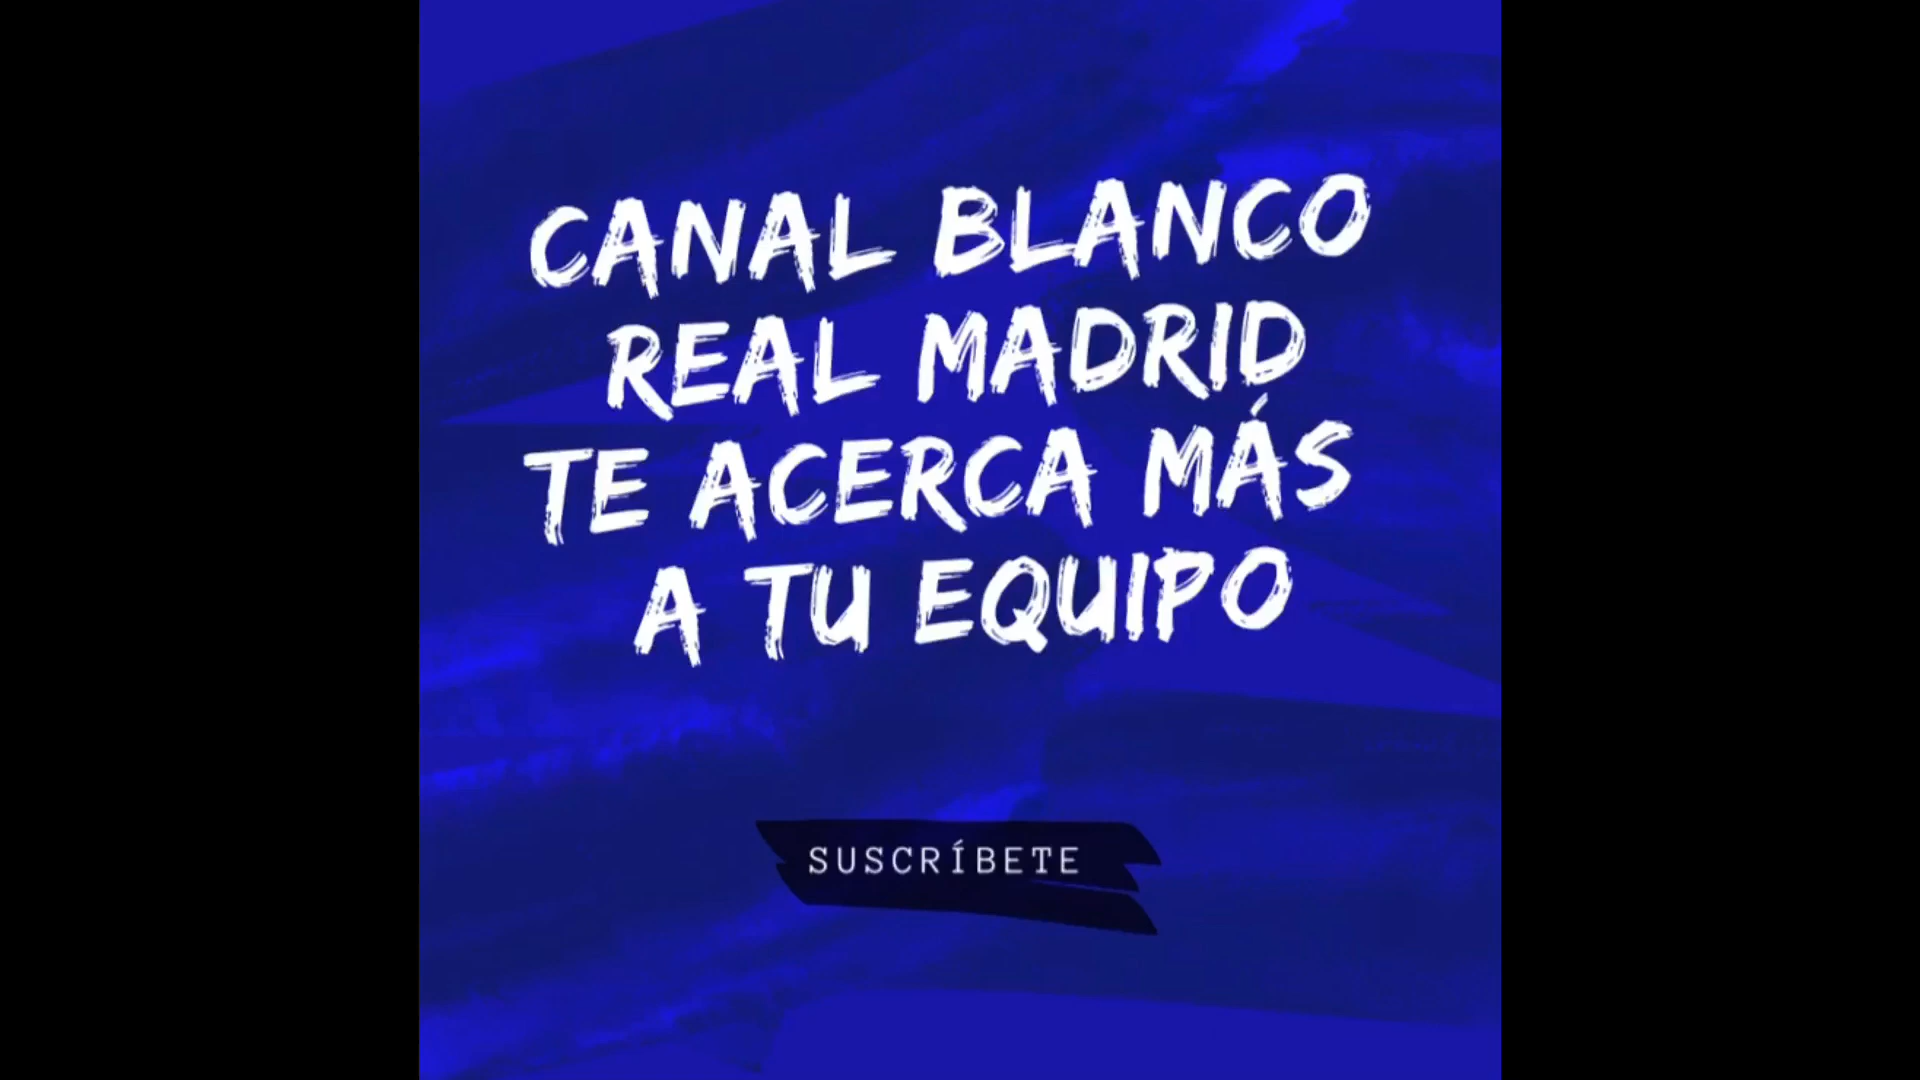 CANAL BLANCO
REAL MADRID
TE ACERCA MÁS
A TU EQUIPO
SUSCRÍBETE